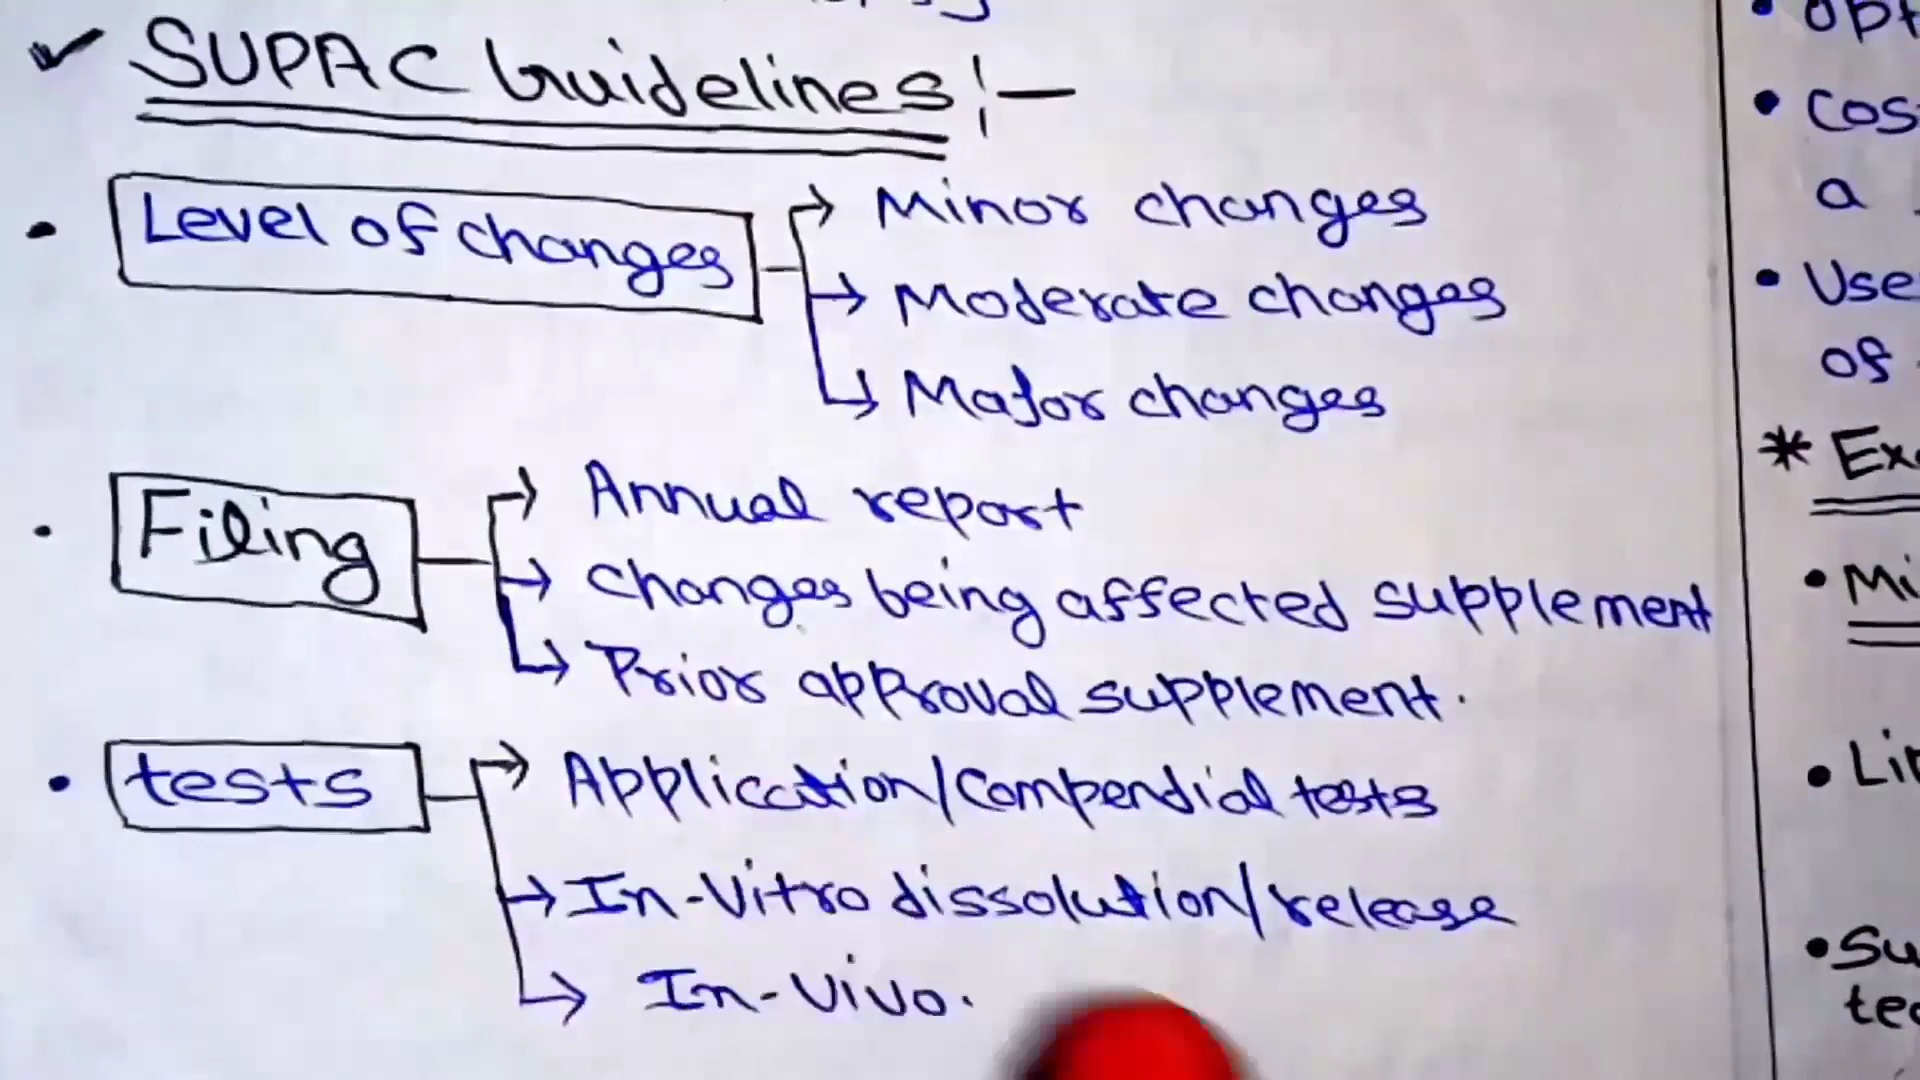 ✓ SUPAC Guidelines :-
• Level of changes
→ Minor changes
→ Moderate changes
→ Major changes
• Filing
→ Annual report
→ Changes being affected supplement
→ Prior approval supplement.
• tests
→ Application/Compendial tests
→ In-Vitro dissolution/release
→ In-Vivo.
• Cos
a
• Use
of
* Ex
• Mi
• Li
• Su